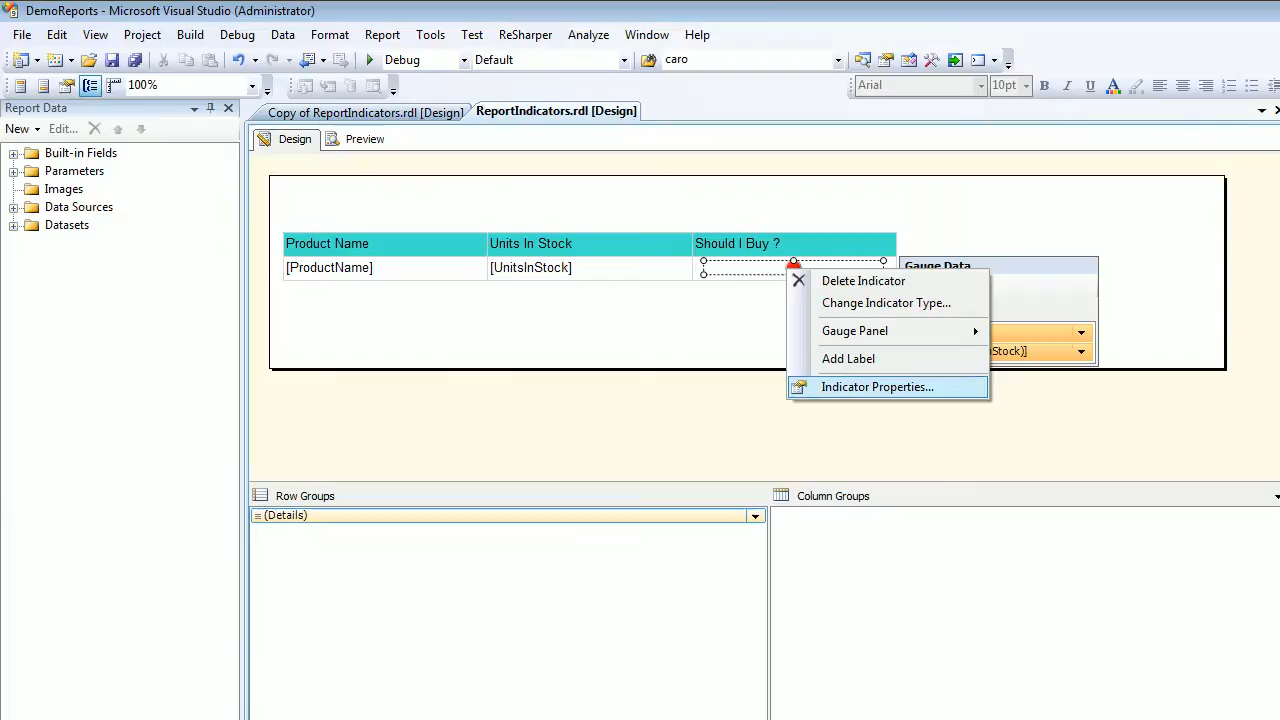 DemoReports - Microsoft Visual Studio (Administrator)
File Edit View Project Build Debug Data Format Report Tools Test ReSharper Analyze Window Help
Debug Default caro
100% Arial 10pt B I U A
Report Data
Copy of ReportIndicators.rdl [Design] ReportIndicators.rdl [Design]
New Edit...
Design Preview
Built-in Fields
Parameters
Images
Data Sources
Datasets
Product Name Units In Stock Should I Buy ?
[ProductName] [UnitsInStock]
Gauge Data
Delete Indicator
Change Indicator Type...
Gauge Panel
Stock)]
Add Label
Indicator Properties...
Row Groups Column Groups
(Details)